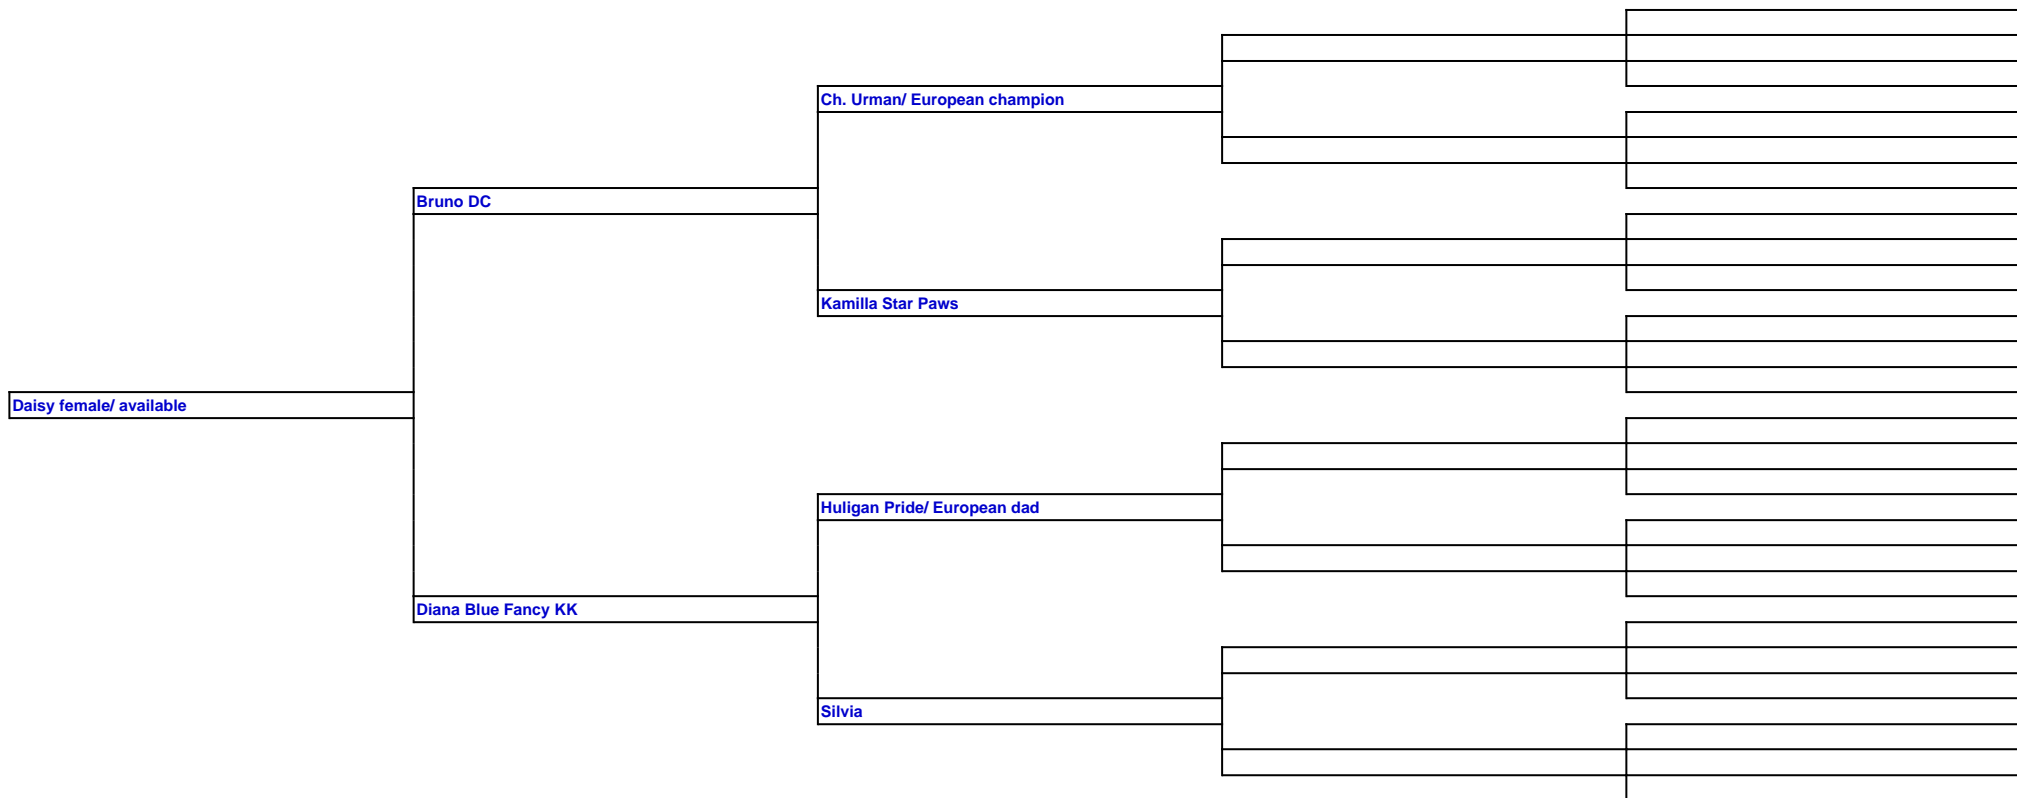 Ch. Urman/ European champion
Bruno DC
Kamilla Star Paws
Daisy female/ available
Huligan Pride/ European dad
Diana Blue Fancy KK
Silvia